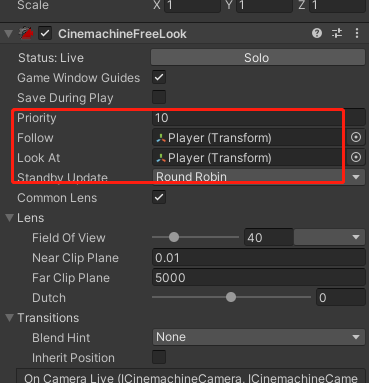 Scale X 1 Y 1 Z 1
CinemachineFreeLook
Status: Live Solo
Game Window Guides
Save During Play
Priority 10
Follow Player (Transform)
Look At Player (Transform)
Standby Update Round Robin
Common Lens
Lens
Field Of View 40
Near Clip Plane 0.01
Far Clip Plane 5000
Dutch 0
Transitions
Blend Hint None
Inherit Position
On Camera Live (ICinemachineCamera, ICinemachineCame